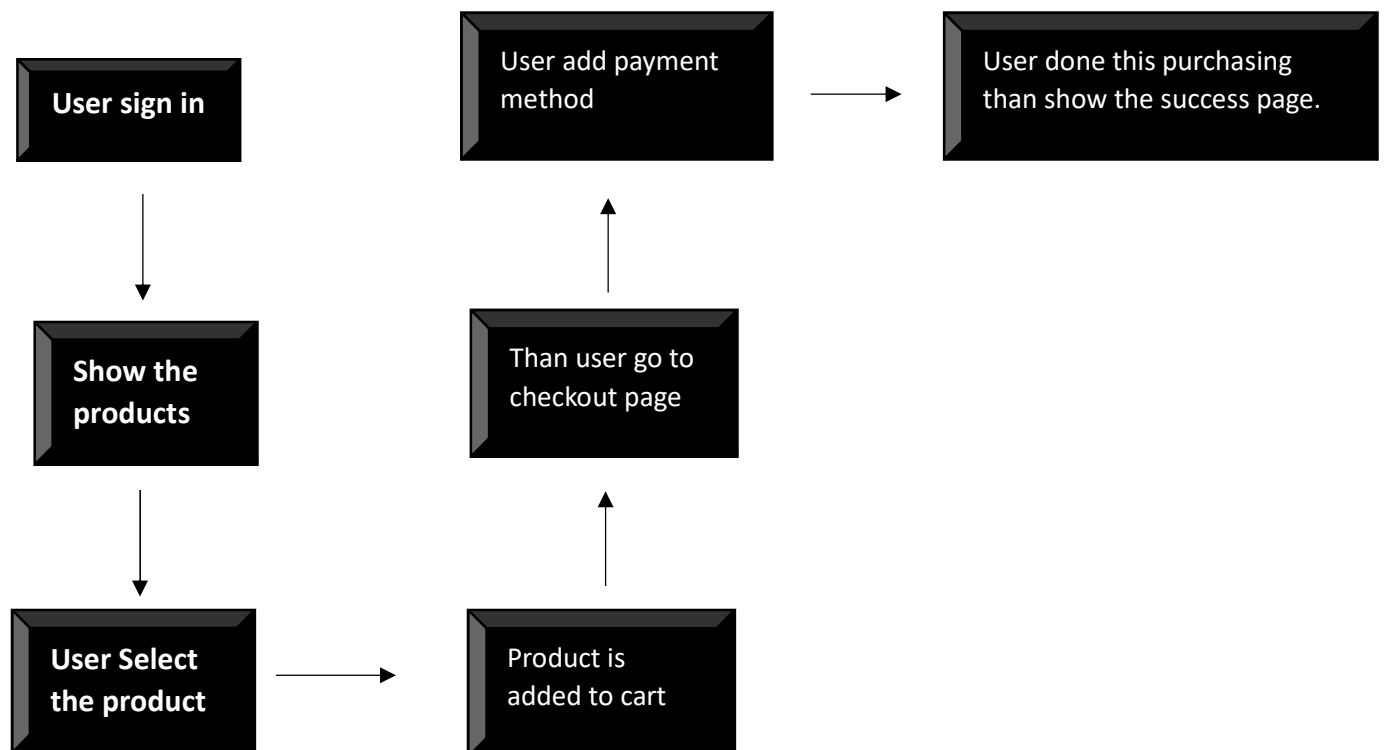 User sign in
Show the
products
User Select
the product
Product is
added to cart
Than user go to
checkout page
User add payment
method
User done this purchasing
than show the success page.